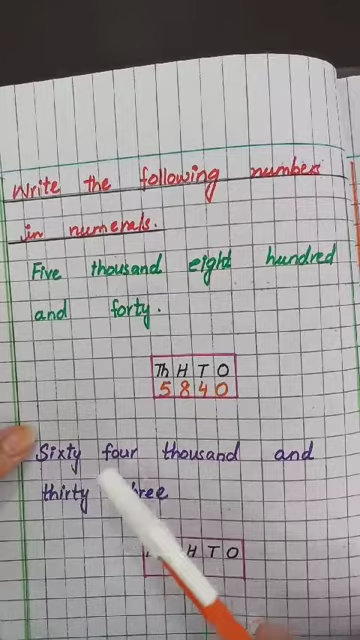 Write the following numbers
in numerals.
Five thousand eight hundred
and forty.
Th H T O
5 8 4 0
Sixty four thousand and
thirty
H T O